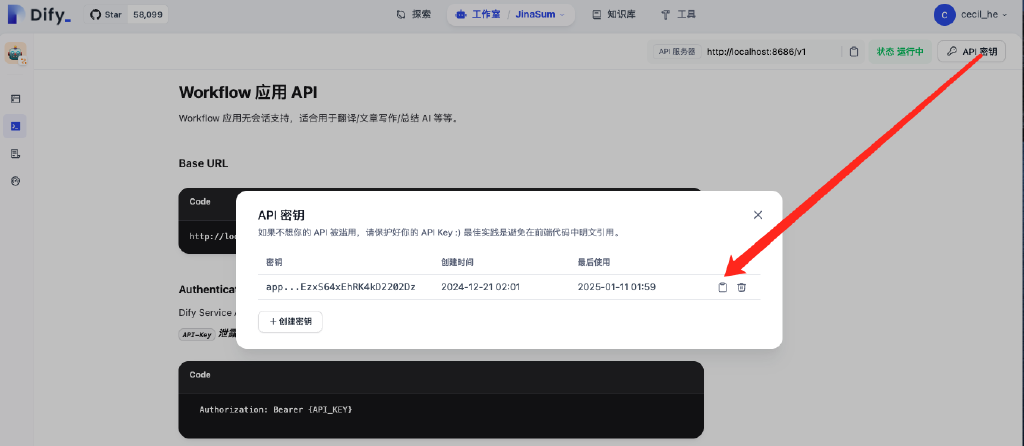 Dify_
Star 58,099
探索
工作室 / JinaSum
知识库
工具
C cecil_he
API 服务器 http://localhost:8686/v1
状态 运行中
API 密钥
Workflow 应用 API
Workflow 应用无会话支持，适合用于翻译/文章写作/总结 AI 等等。
Base URL
Code
http://loc
API 密钥
如果不想你的 API 被滥用，请保护好你的 API Key :) 最佳实践是避免在前端代码中明文引用。
密钥 创建时间 最后使用
app...EzxS64xEhRK4kD2202Dz 2024-12-21 02:01 2025-01-11 01:59
+ 创建密钥
Authenticat
Dify Service A
API-Key 泄露
Code
Authorization: Bearer {API_KEY}